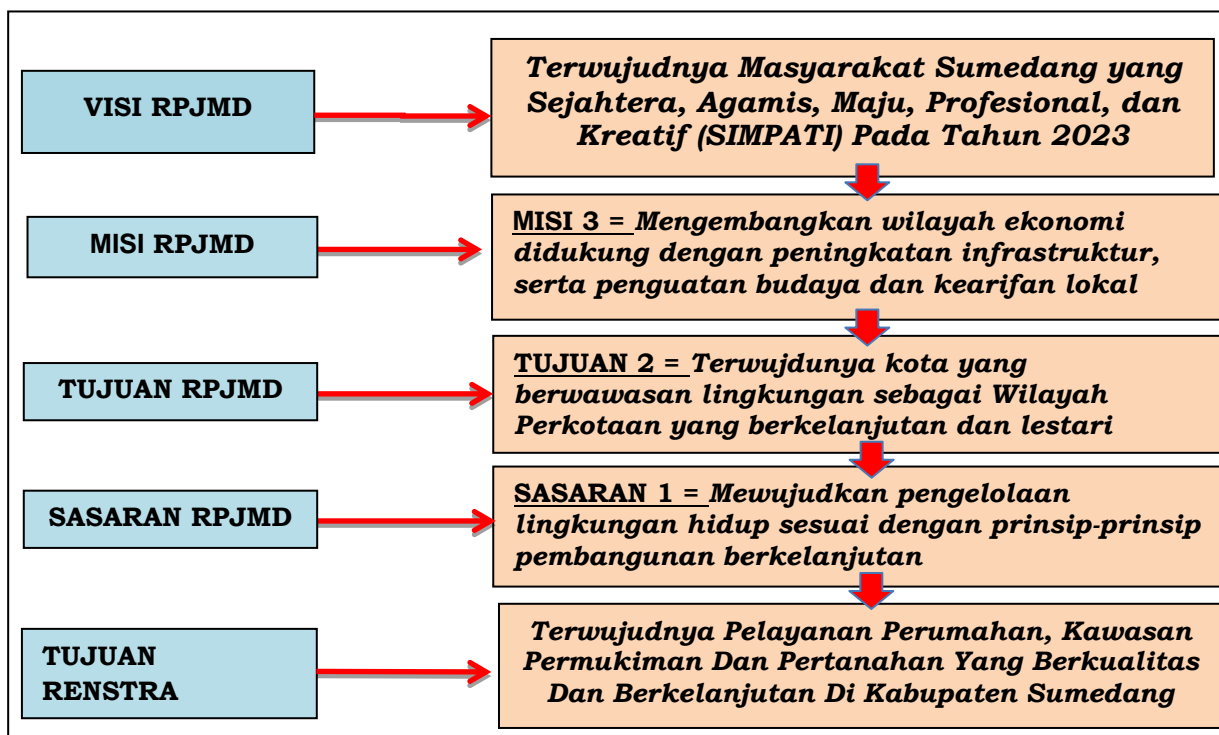 VISI RPJMD
Terwujudnya Masyarakat Sumedang yang
Sejahtera, Agamis, Maju, Profesional, dan
Kreatif (SIMPATI) Pada Tahun 2023
MISI RPJMD
MISI 3 = Mengembangkan wilayah ekonomi
didukung dengan peningkatan infrastruktur,
serta penguatan budaya dan kearifan lokal
TUJUAN RPJMD
TUJUAN 2 = Terwujdunya kota yang
berwawasan lingkungan sebagai Wilayah
Perkotaan yang berkelanjutan dan lestari
SASARAN RPJMD
SASARAN 1 = Mewujudkan pengelolaan
lingkungan hidup sesuai dengan prinsip-prinsip
pembangunan berkelanjutan
TUJUAN
RENSTRA
Terwujudnya Pelayanan Perumahan, Kawasan
Permukiman Dan Pertanahan Yang Berkualitas
Dan Berkelanjutan Di Kabupaten Sumedang